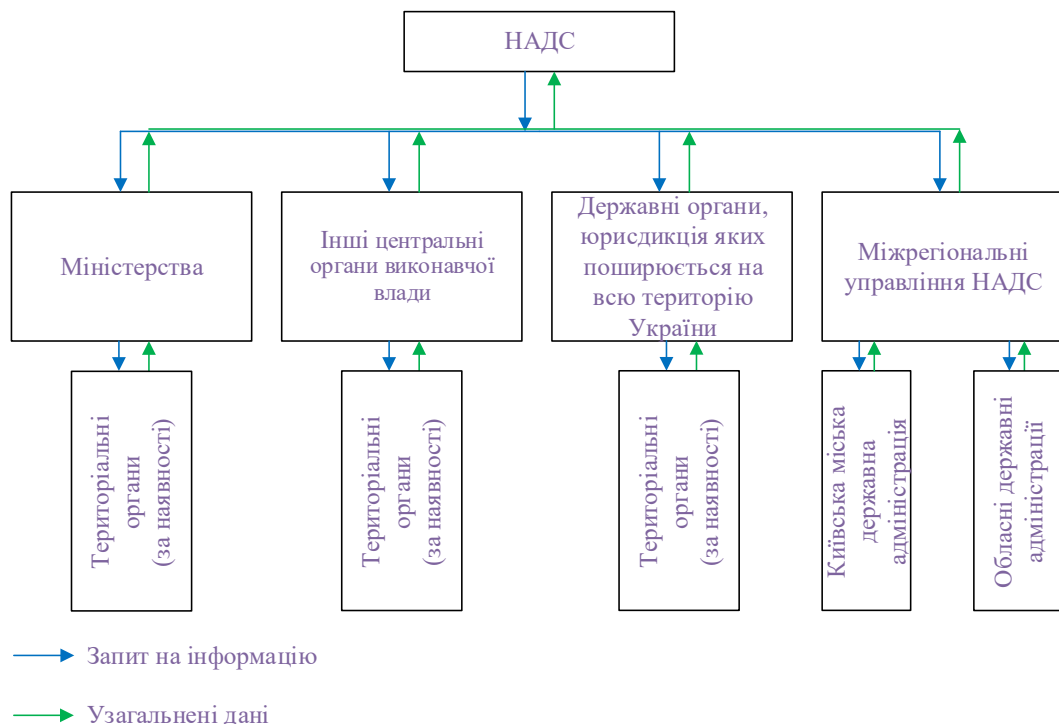 НАДС
Міністерства
Інші центральні
органи виконавчої
влади
Державні органи,
юрисдикція яких
поширюється на
всю територію
України
Міжрегіональні
управління НАДС
Територіальні
органи
(за наявності)
Територіальні
органи
(за наявності)
Територіальні
органи
(за наявності)
Київська міська
державна
адміністрація
Обласні державні
адміністрації
Запит на інформацію
Узагальнені дані